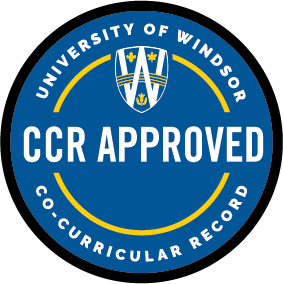 UNIVERSITY OF WINDSOR
W
CCR APPROVED
CO-CURRICULAR RECORD